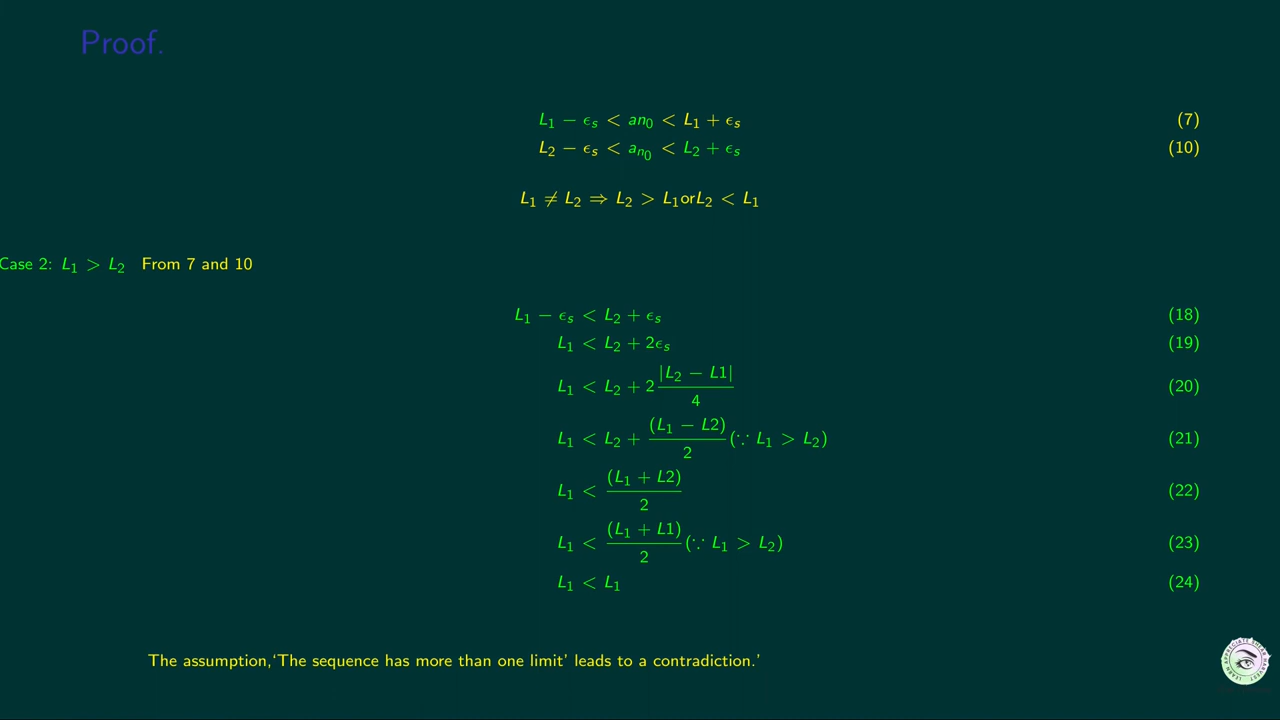 Proof.
L₁ − ϵₛ < an₀ < L₁ + ϵₛ (7)
L₂ − ϵₛ < aₙ₀ < L₂ + ϵₛ (10)
L₁ ≠ L₂ ⇒ L₂ > L₁orL₂ < L₁
Case 2: L₁ > L₂ From 7 and 10
L₁ − ϵₛ < L₂ + ϵₛ (18)
L₁ < L₂ + 2ϵₛ (19)
L₁ < L₂ + 2 |L₂ − L1| / 4 (20)
L₁ < L₂ + (L₁ − L2) / 2 (∵ L₁ > L₂) (21)
L₁ < (L₁ + L2) / 2 (22)
L₁ < (L₁ + L1) / 2 (∵ L₁ > L₂) (23)
L₁ < L₁ (24)
The assumption,‘The sequence has more than one limit’ leads to a contradiction.’